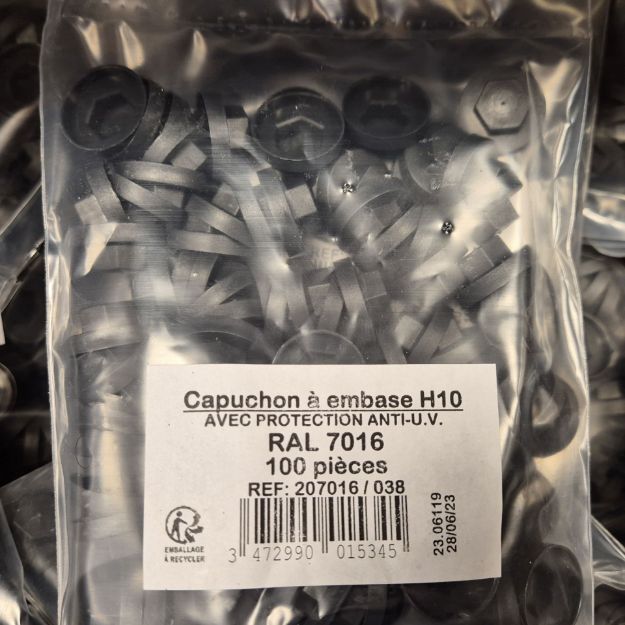 Capuchon à embase H10
AVEC PROTECTION ANTI-U.V.
RAL 7016
100 pièces
REF: 207016 / 038
EMBALLAGE
À RECYCLER
3 472990 015345
23.06119
28/06/23